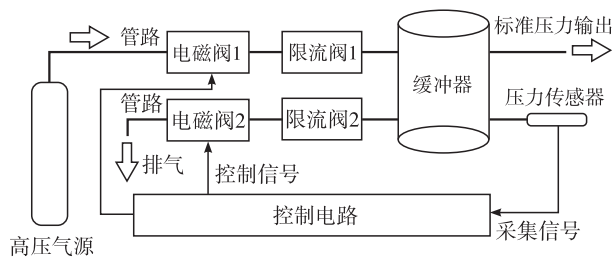 管路
电磁阀1
限流阀1
标准压力输出
缓冲器
管路
电磁阀2
限流阀2
压力传感器
排气
控制信号
控制电路
采集信号
高压气源